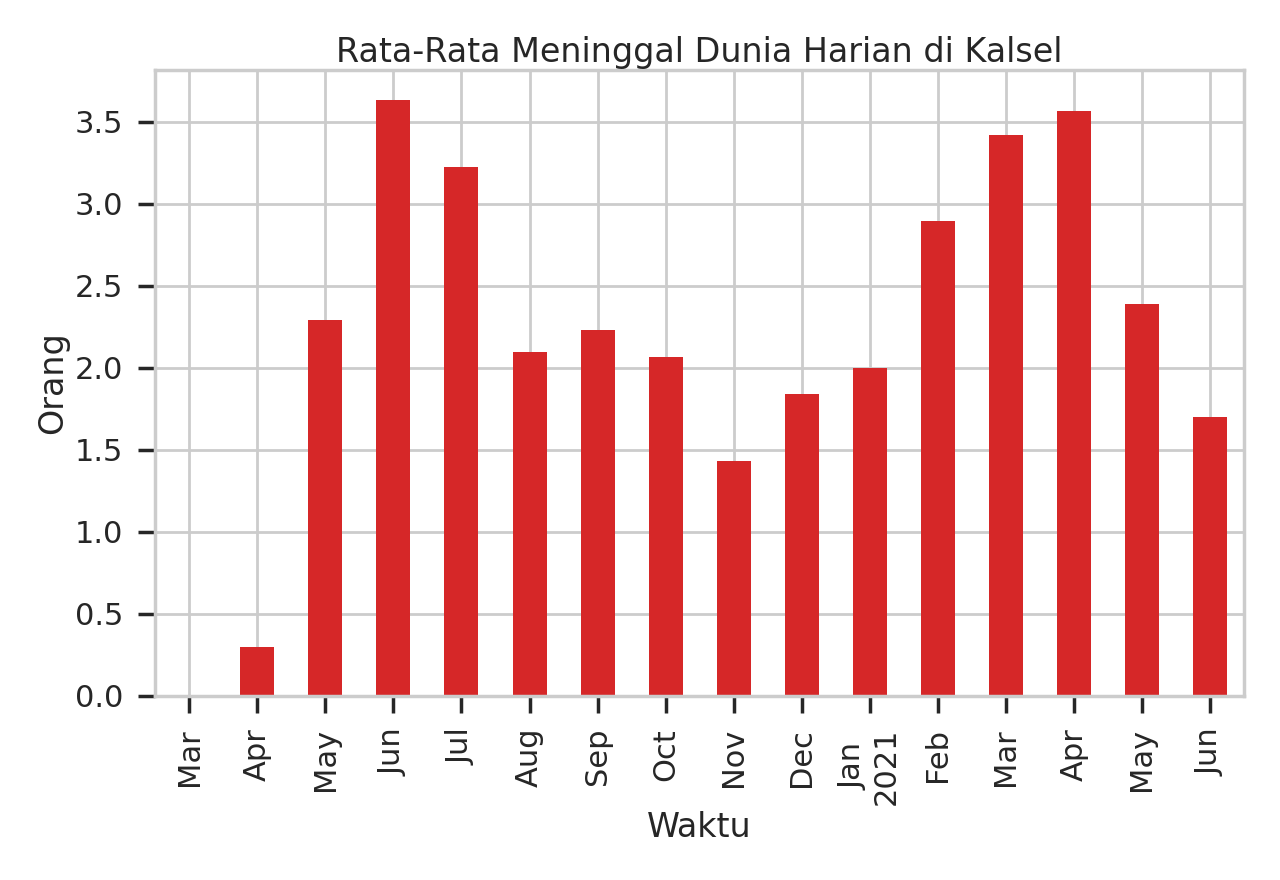 Rata-Rata Meninggal Dunia Harian di Kalsel
Orang
3.5
3.0
2.5
2.0
1.5
1.0
0.5
0.0
Mar
Apr
May
Jun
Jul
Aug
Sep
Oct
Nov
Dec
Jan
2021
Feb
Mar
Apr
May
Jun
Waktu